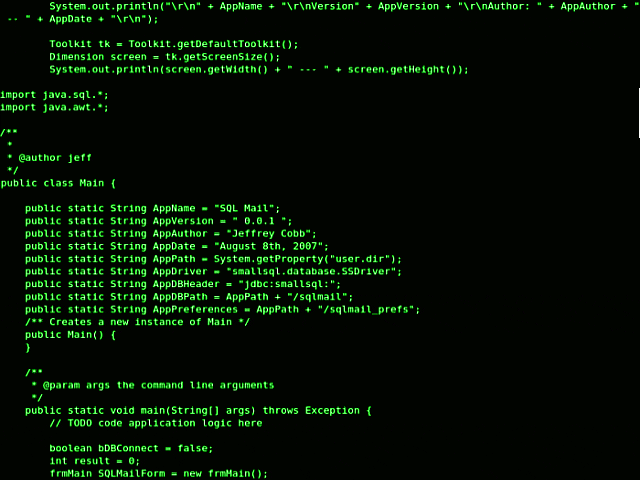 System.out.println("\r\n" + AppName + "\r\nVersion" + AppVersion + "\r\nAuthor: " + AppAuthor + "
-- " + AppDate + "\r\n");
Toolkit tk = Toolkit.getDefaultToolkit();
Dimension screen = tk.getScreenSize();
System.out.println(screen.getWidth() + " --- " + screen.getHeight());
import java.sql.*;
import java.awt.*;
/**
*
* @author jeff
*/
public class Main {
public static String AppName = "SQL Mail";
public static String AppVersion = " 0.0.1 ";
public static String AppAuthor = "Jeffrey Cobb";
public static String AppDate = "August 8th, 2007";
public static String AppPath = System.getProperty("user.dir");
public static String AppDriver = "smallsql.database.SSDriver";
public static String AppDBHeader = "jdbc:smallsql:";
public static String AppDBPath = AppPath + "/sqlmail";
public static String AppPreferences = AppPath + "/sqlmail_prefs";
/** Creates a new instance of Main */
public Main() {
}
/**
* @param args the command line arguments
*/
public static void main(String[] args) throws Exception {
// TODO code application logic here
boolean bDBConnect = false;
int result = 0;
frmMain SQLMailForm = new frmMain();